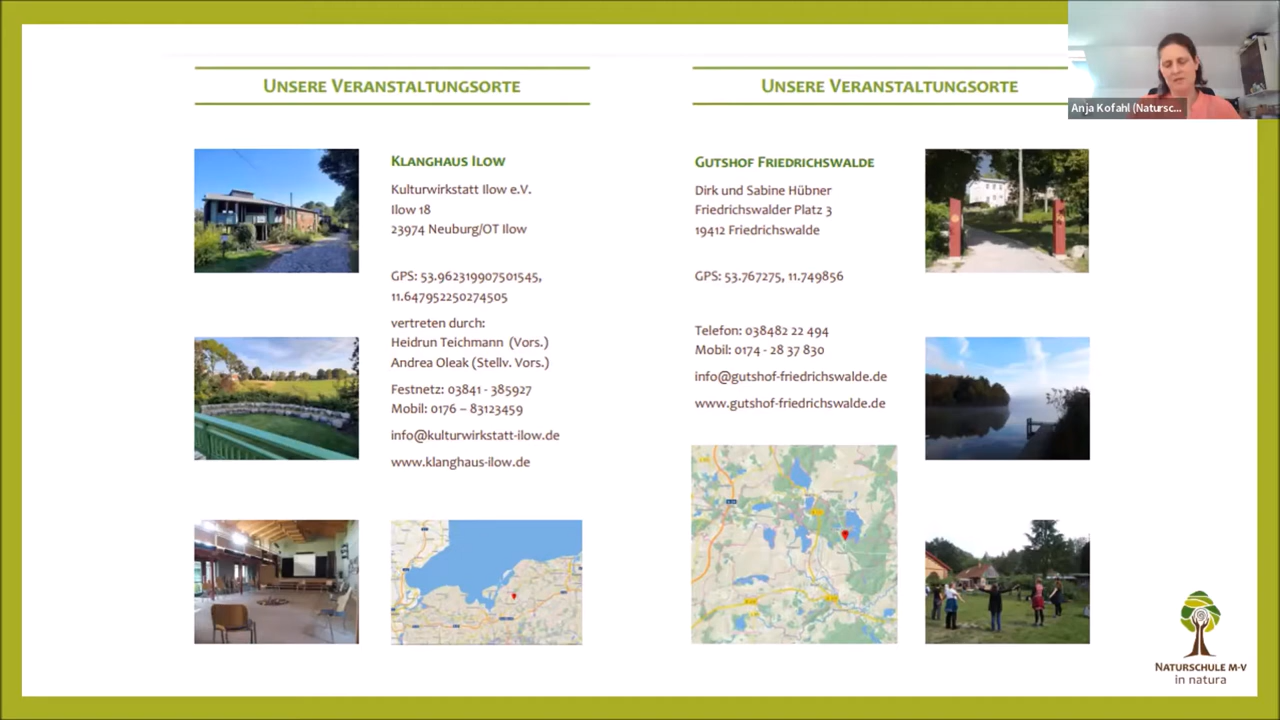 UNSERE VERANSTALTUNGSORTE
KLANGHAUS ILOW
Kulturwirkstatt Ilow e.V.
Ilow 18
23974 Neuburg/OT Ilow
GPS: 53.962319907501545,
11.647952250274505
vertreten durch:
Heidrun Teichmann (Vors.)
Andrea Oleak (Stellv. Vors.)
Festnetz: 03841 - 385927
Mobil: 0176 – 83123459
info@kulturwirkstatt-ilow.de
www.klanghaus-ilow.de
UNSERE VERANSTALTUNGSORTE
GUTSHOF FRIEDRICHSWALDE
Dirk und Sabine Hübner
Friedrichswalder Platz 3
19412 Friedrichswalde
GPS: 53.767275, 11.749856
Telefon: 038482 22 494
Mobil: 0174 - 28 37 830
info@gutshof-friedrichswalde.de
www.gutshof-friedrichswalde.de
Anja Kofahl (Natursc...
NATURSCHULE M-V
in natura